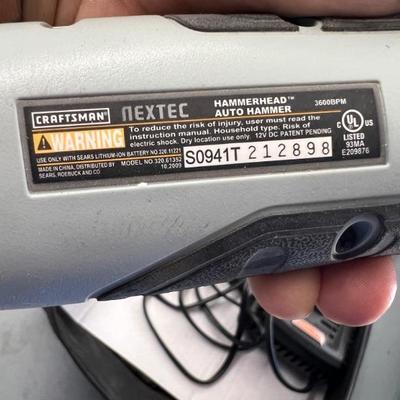 CRAFTSMAN NEXTEC HAMMERHEAD™ AUTO HAMMER 3600BPM
WARNING To reduce the risk of injury, user must read the
instruction manual. Household type. Risk of
electric shock. Dry location use only. 12V DC PATENT PENDING
USE ONLY WITH SEARS LITHIUM-ION BATTERY NO.320.11221
MADE IN CHINA MODEL NO.320.61352
DISTRIBUTED BY 10.2009
SEARS, ROEBUCK AND CO
S0941T 212898
C UL US
LISTED
93MA
E209876